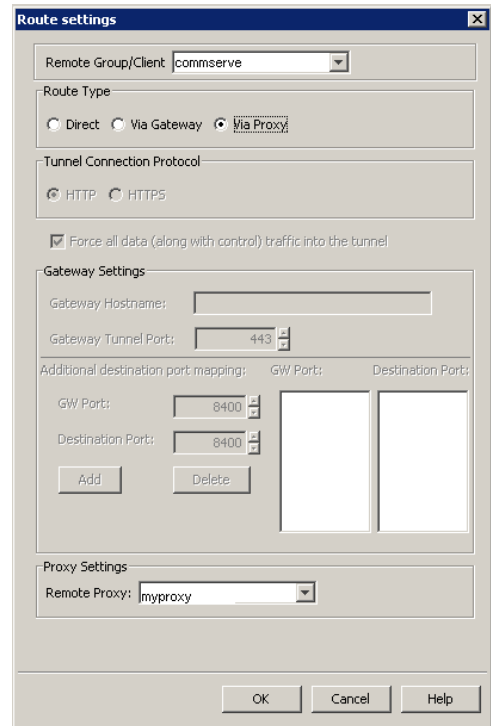 Route settings
Remote Group/Client commserve
Route Type
Direct Via Gateway Via Proxy
Tunnel Connection Protocol
HTTP HTTPS
Force all data (along with control) traffic into the tunnel
Gateway Settings
Gateway Hostname:
Gateway Tunnel Port: 443
Additional destination port mapping: GW Port: Destination Port:
GW Port: 8400
Destination Port: 8400
Add Delete
Proxy Settings
Remote Proxy: myproxy
OK Cancel Help